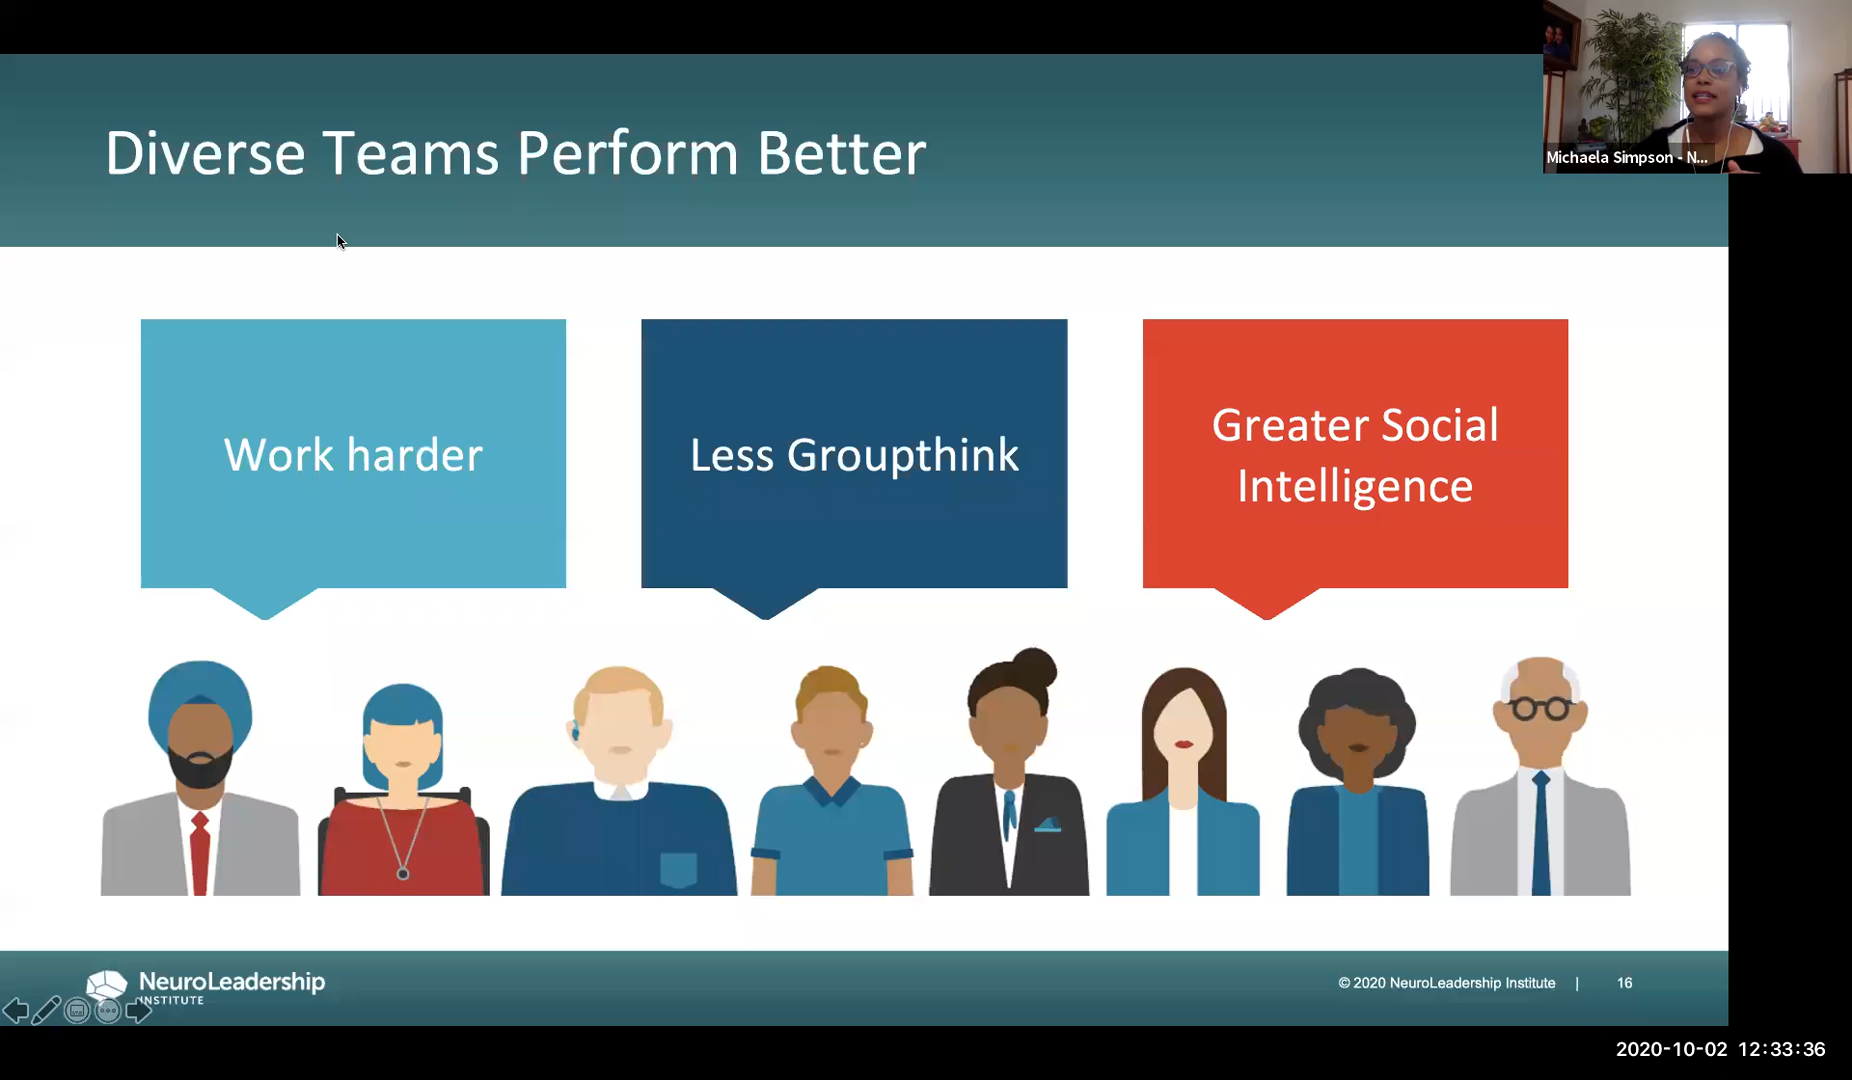 Diverse Teams Perform Better
Michaela Simpson - N...
Work harder
Less Groupthink
Greater Social
Intelligence
NeuroLeadership
INSTITUTE
© 2020 NeuroLeadership Institute | 16
2020-10-02 12:33:36